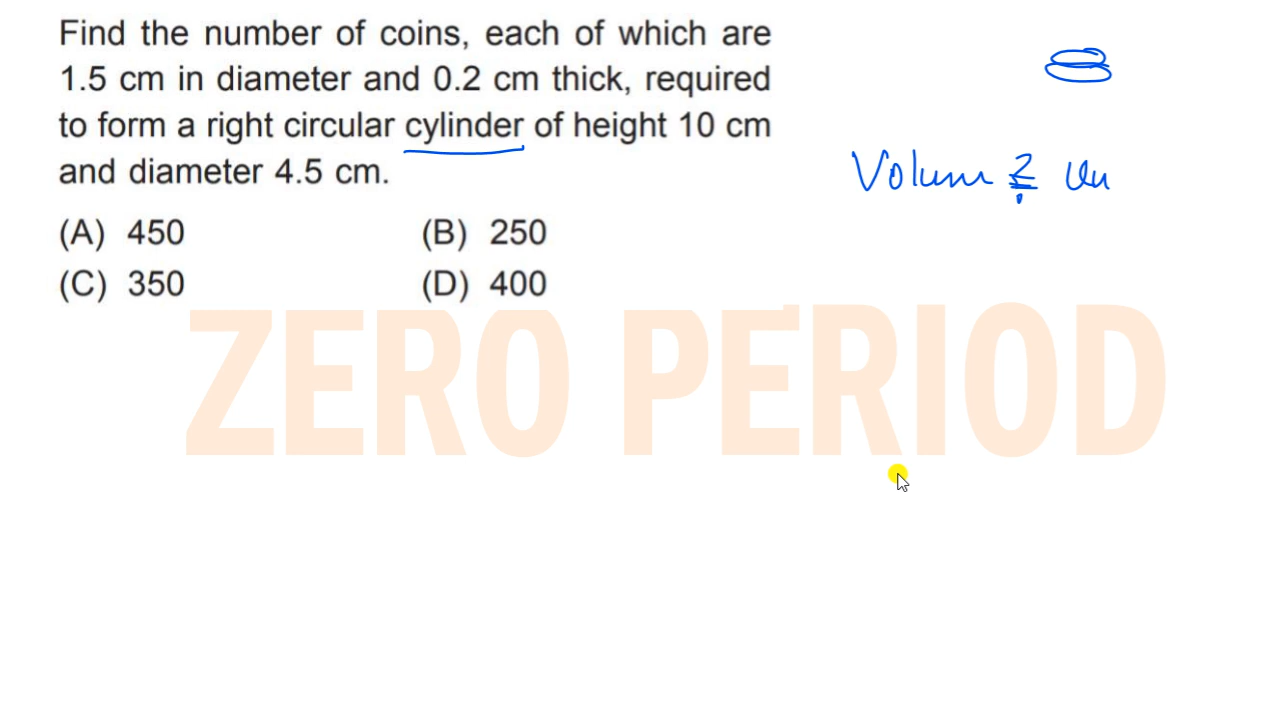 Find the number of coins, each of which are
1.5 cm in diameter and 0.2 cm thick, required
to form a right circular cylinder of height 10 cm
and diameter 4.5 cm.
(A) 450 (B) 250
(C) 350 (D) 400
Volum
ZERO PERIOD